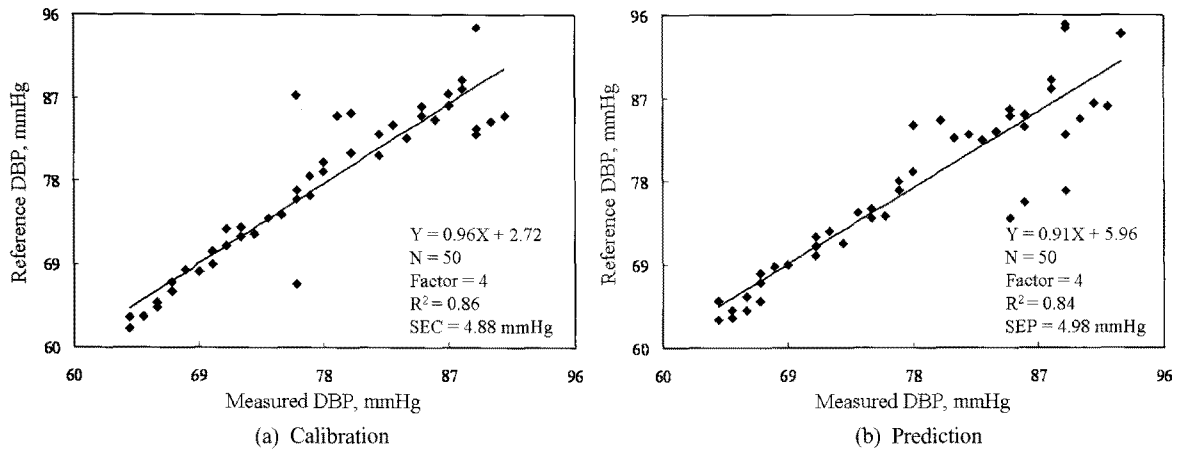 96
87
78
69
60
Reference DBP, mmHg
Y = 0.96X + 2.72
N = 50
Factor = 4
R² = 0.86
SEC = 4.88 mmHg
60 69 78 87 96
Measured DBP, mmHg
(a) Calibration
96
87
78
69
60
Reference DBP, mmHg
Y = 0.91X + 5.96
N = 50
Factor = 4
R² = 0.84
SEP = 4.98 mmHg
60 69 78 87 96
Measured DBP, mmHg
(b) Prediction